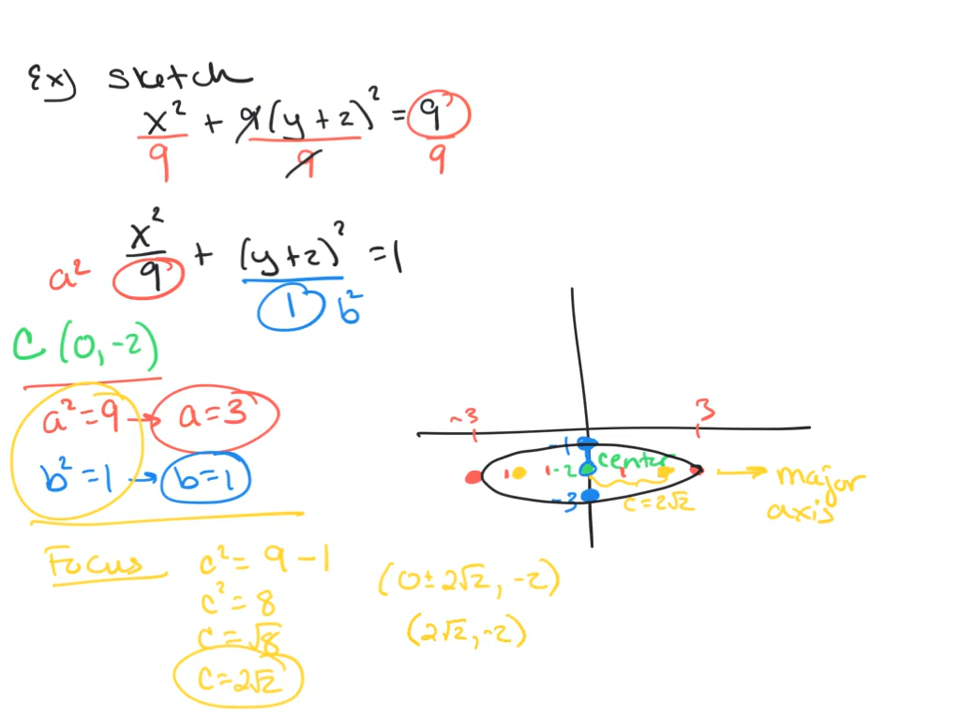 Ex) sketch
x² + 9(y+2)² = 9
9 9 9
x²/9 + (y+2)²/1 = 1
a² b²
C (0, -2)
a² = 9 → a = 3
b² = 1 → b = 1
Focus c² = 9 - 1
c² = 8
c = √8
c = 2√2
(0 ± 2√2, -2)
(2√2, -2)
-3 3
-1
-2 center
-3 c = 2√2
→ major
axis